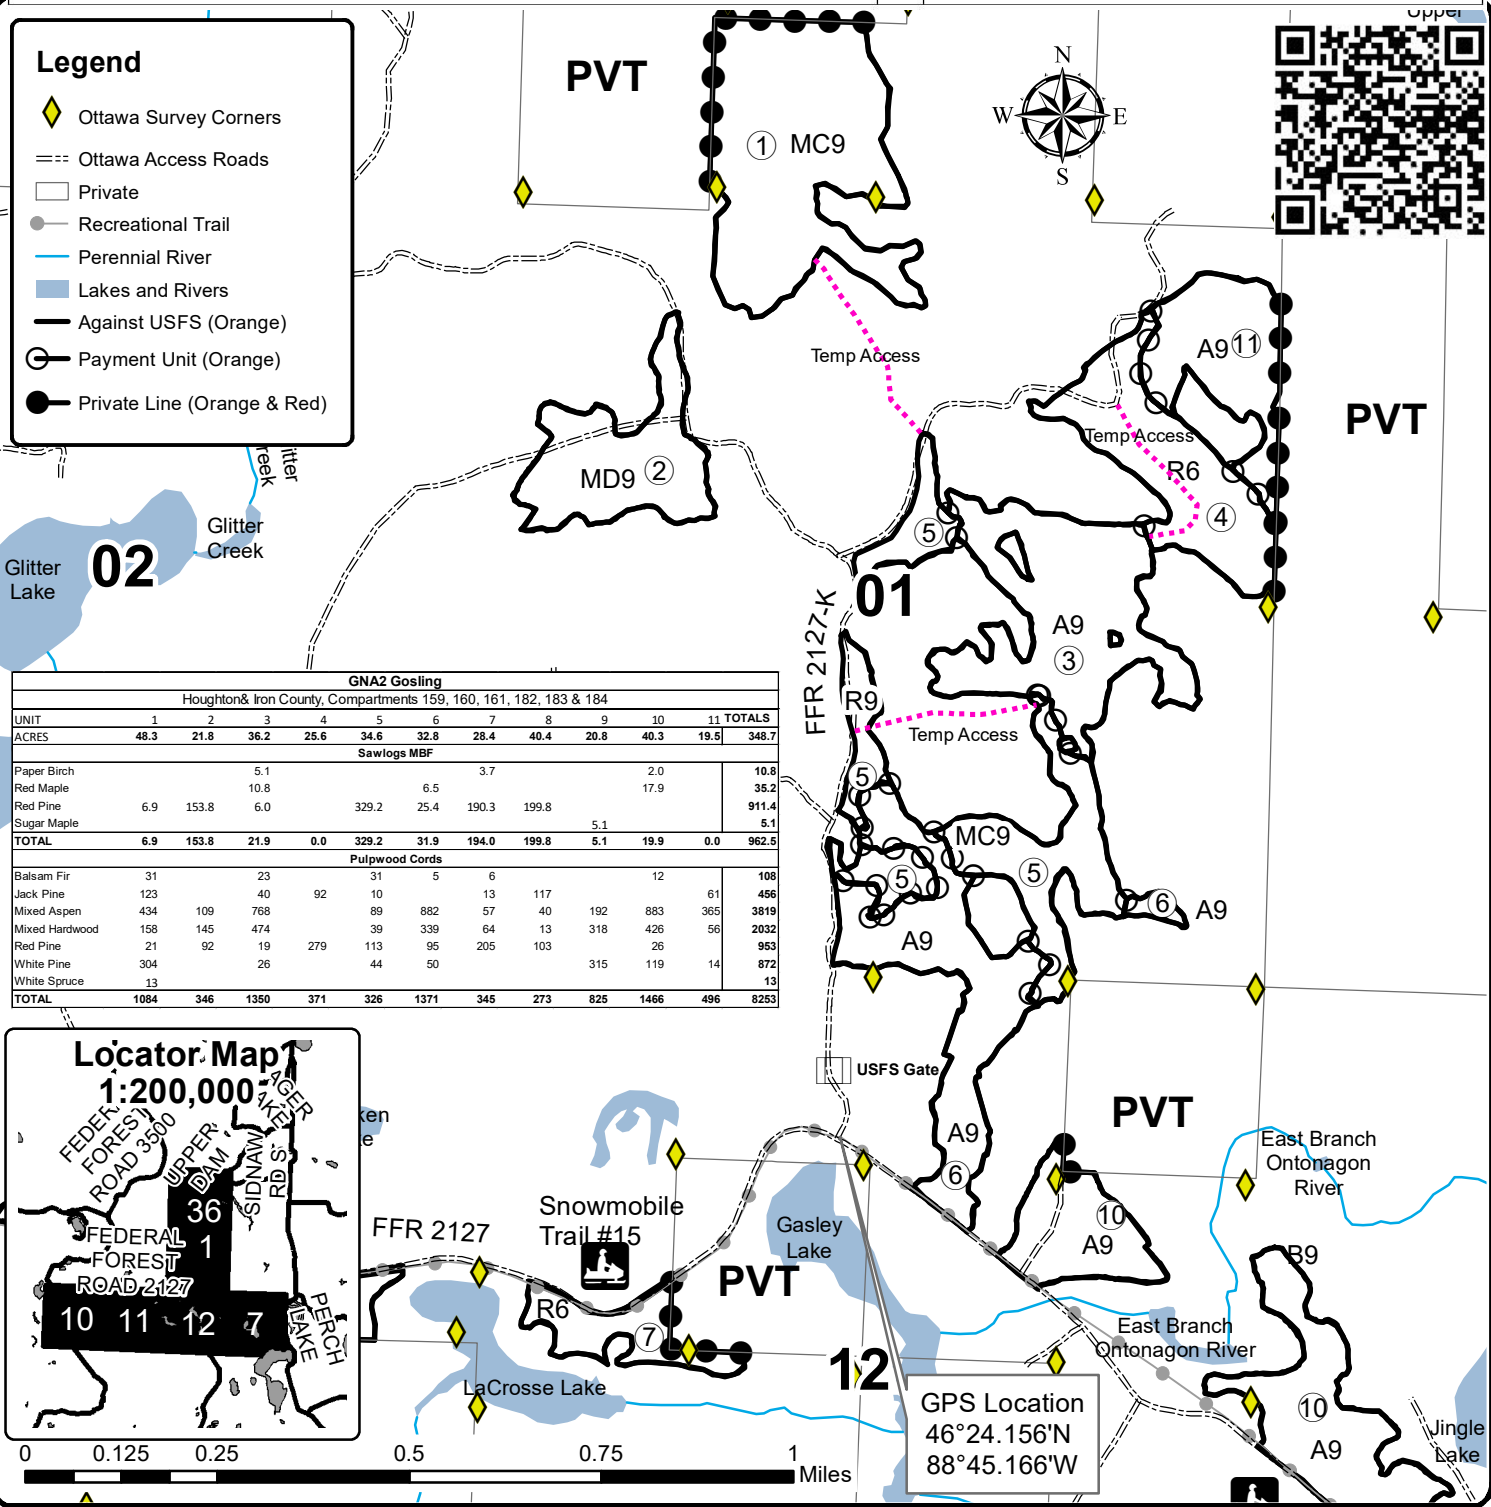 Upper
Legend
Ottawa Survey Corners
Ottawa Access Roads
Private
Recreational Trail
Perennial River
Lakes and Rivers
Against USFS (Orange)
Payment Unit (Orange)
Private Line (Orange & Red)
PVT
1 MC9
N
W E
S
Temp Access
A9 11
PVT
Temp Access
R6
4
MD9 2
5
Glitter
Creek
02
Glitter
Lake
01
FFR 2127-K
A9
3
R9
Temp Access
5
MC9
5
5
6 A9
A9
GNA2 Gosling
Houghton& Iron County, Compartments 159, 160, 161, 182, 183 & 184
UNIT 1 2 3 4 5 6 7 8 9 10 11 TOTALS
ACRES 48.3 21.8 36.2 25.6 34.6 32.8 28.4 40.4 20.8 40.3 19.5 348.7
Sawlogs MBF
Paper Birch 5.1 3.7 2.0 10.8
Red Maple 10.8 6.5 17.9 35.2
Red Pine 6.9 153.8 6.0 329.2 25.4 190.3 199.8 911.4
Sugar Maple 5.1 5.1
TOTAL 6.9 153.8 21.9 0.0 329.2 31.9 194.0 199.8 5.1 19.9 0.0 962.5
Pulpwood Cords
Balsam Fir 31 23 31 5 6 12 108
Jack Pine 123 40 92 10 13 117 61 456
Mixed Aspen 434 109 768 89 882 57 40 192 883 365 3819
Mixed Hardwood 158 145 474 39 339 64 13 318 426 56 2032
Red Pine 21 92 19 279 113 95 205 103 26 953
White Pine 304 26 44 50 315 119 14 872
White Spruce 13 13
TOTAL 1084 346 1350 371 326 1371 345 273 825 1466 496 8253
USFS Gate
PVT
A9
6
10
A9
East Branch
Ontonagon
River
Locator Map
1:200,000
FOREST
ROAD 3500
UPPER
DAM
SIDNAW
RD S
36
1
FEDERAL
FOREST
ROAD 2127
10 11 12 7
PERCH
LAKE
FFR 2127
Snowmobile
Trail #15
Gasley
Lake
PVT
R6
7
B9
East Branch
Ontonagon River
12
LaCrosse Lake
GPS Location
46°24.156'N
88°45.166'W
10
A9
Jingle
Lake
0 0.125 0.25 0.5 0.75 1
Miles